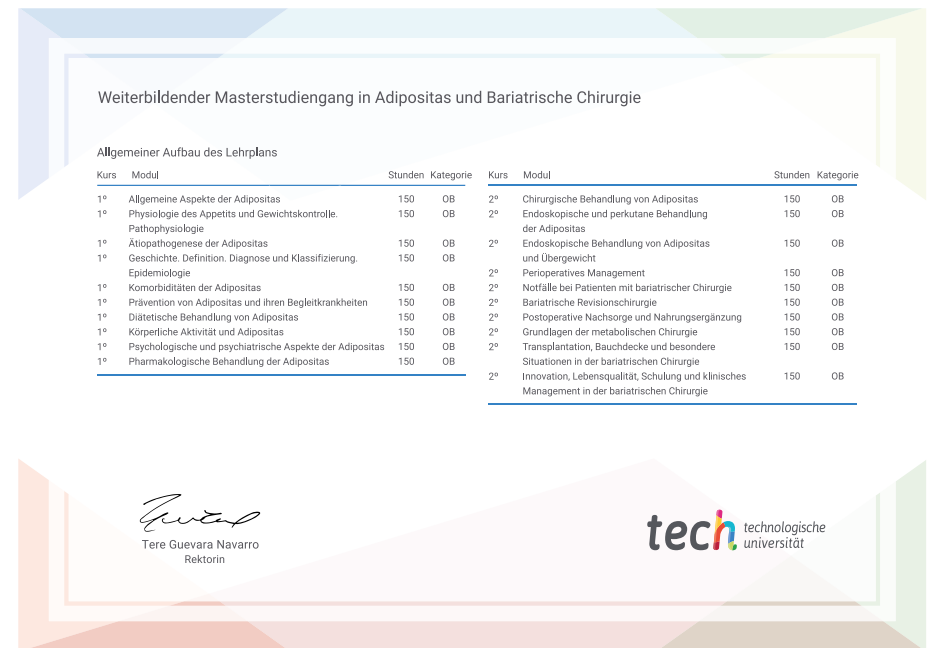 Weiterbildender Masterstudiengang in Adipositas und Bariatrische Chirurgie
Allgemeiner Aufbau des Lehrplans
Kurs Modul Stunden Kategorie
1º Allgemeine Aspekte der Adipositas 150 OB
1º Physiologie des Appetits und Gewichtskontrolle. 150 OB
Pathophysiologie
1º Ätiopathogenese der Adipositas 150 OB
1º Geschichte. Definition. Diagnose und Klassifizierung. 150 OB
Epidemiologie
1º Komorbiditäten der Adipositas 150 OB
1º Prävention von Adipositas und ihren Begleitkrankheiten 150 OB
1º Diätetische Behandlung von Adipositas 150 OB
1º Körperliche Aktivität und Adipositas 150 OB
1º Psychologische und psychiatrische Aspekte der Adipositas 150 OB
1º Pharmakologische Behandlung der Adipositas 150 OB
Kurs Modul Stunden Kategorie
2º Chirurgische Behandlung von Adipositas 150 OB
2º Endoskopische und perkutane Behandlung 150 OB
der Adipositas
2º Endoskopische Behandlung von Adipositas 150 OB
und Übergewicht
2º Perioperatives Management 150 OB
2º Notfälle bei Patienten mit bariatrischer Chirurgie 150 OB
2º Bariatrische Revisionschirurgie 150 OB
2º Postoperative Nachsorge und Nahrungsergänzung 150 OB
2º Grundlagen der metabolischen Chirurgie 150 OB
2º Transplantation, Bauchdecke und besondere 150 OB
Situationen in der bariatrischen Chirurgie
2º Innovation, Lebensqualität, Schulung und klinisches 150 OB
Management in der bariatrischen Chirurgie
Tere Guevara Navarro
Rektorin
tech technologische
universität